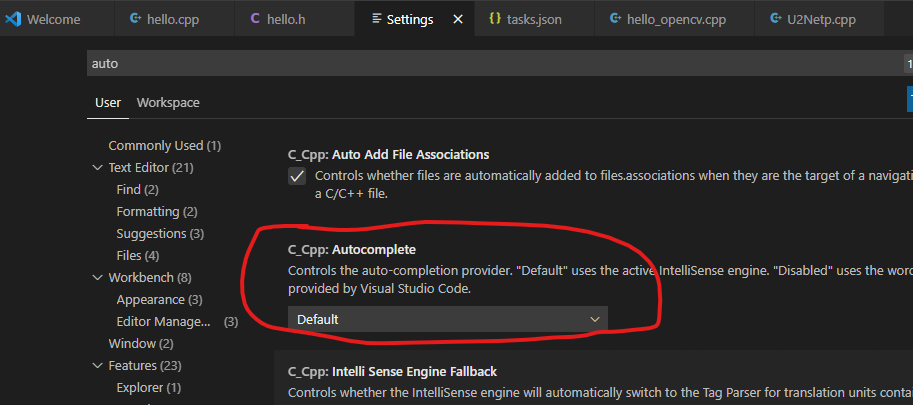 Welcome
hello.cpp
hello.h
Settings
tasks.json
hello_opencv.cpp
U2Netp.cpp
auto
1
User
Workspace
Commonly Used (1)
Text Editor (21)
Find (2)
Formatting (2)
Suggestions (3)
Files (4)
Workbench (8)
Appearance (3)
Editor Manage... (3)
Window (2)
Features (23)
Explorer (1)
C_Cpp: Auto Add File Associations
Controls whether files are automatically added to files.associations when they are the target of a navigati
a C/C++ file.
C_Cpp: Autocomplete
Controls the auto-completion provider. "Default" uses the active IntelliSense engine. "Disabled" uses the word
provided by Visual Studio Code.
Default
C_Cpp: Intelli Sense Engine Fallback
Controls whether the IntelliSense engine will automatically switch to the Tag Parser for translation units conta